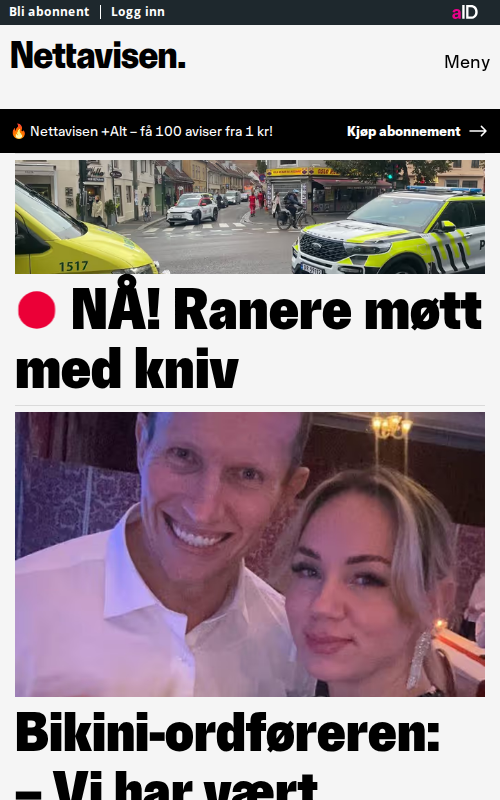 Bli abonnent | Logg inn
aID
Nettavisen.
Meny
🔥 Nettavisen +Alt – få 100 aviser fra 1 kr!
Kjøp abonnement →
1517
NÅ! Ranere møtt
med kniv
Bikini-ordføreren:
– Vi har vært